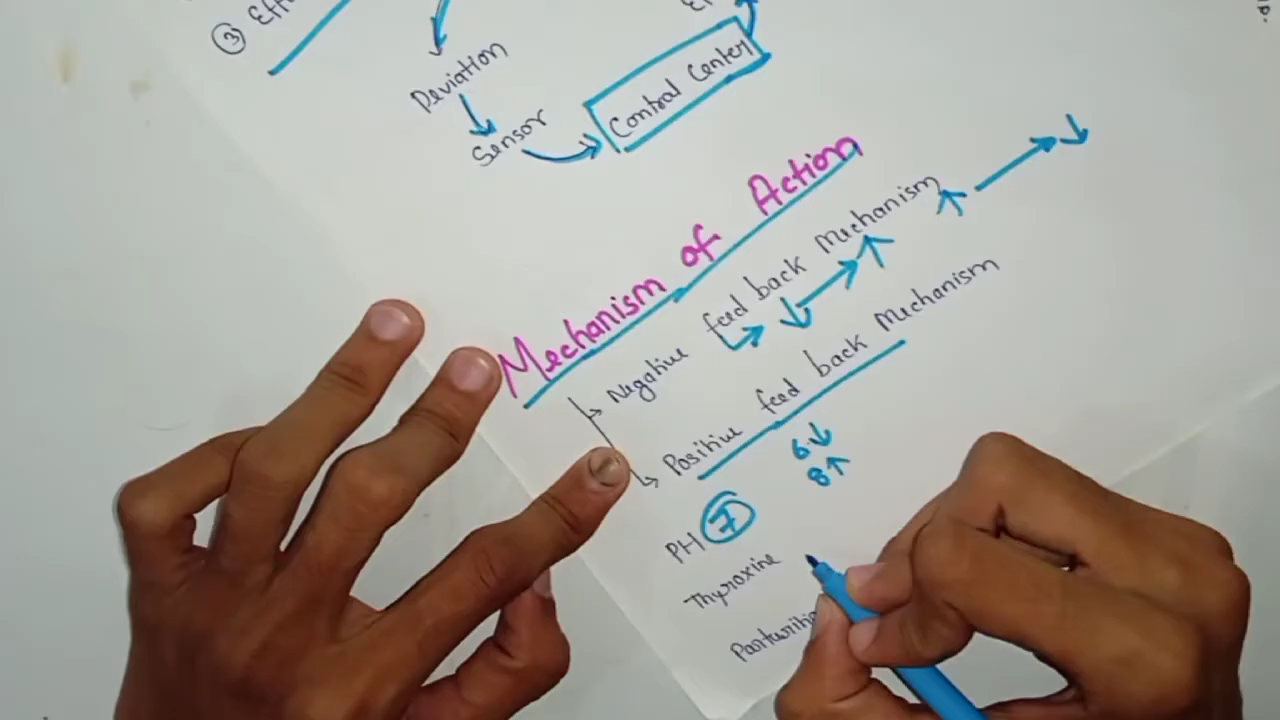 ③ Eff
Deviation
Sensor
Control Center
Mechanism of Action
Negative feed back Mechanism
Positive feed back Mechanism
6↓
8↑
PH 7
Thyroxine
Parturitio